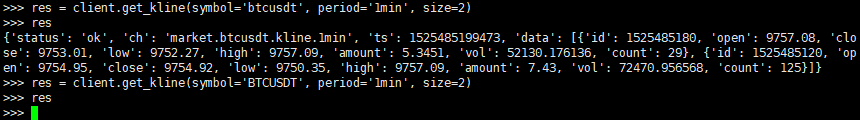 >>> res = client.get_kline(symbol='btcusdt', period='1min', size=2)
>>> res
{'status': 'ok', 'ch': 'market.btcusdt.kline.1min', 'ts': 1525485199473, 'data': [{'id': 1525485180, 'open': 9757.08, 'clo
se': 9753.01, 'low': 9752.27, 'high': 9757.09, 'amount': 5.3451, 'vol': 52130.176136, 'count': 29}, {'id': 1525485120, 'op
en': 9754.95, 'close': 9754.92, 'low': 9750.35, 'high': 9757.09, 'amount': 7.43, 'vol': 72470.956568, 'count': 125}]}
>>> res = client.get_kline(symbol='BTCUSDT', period='1min', size=2)
>>> res
>>>